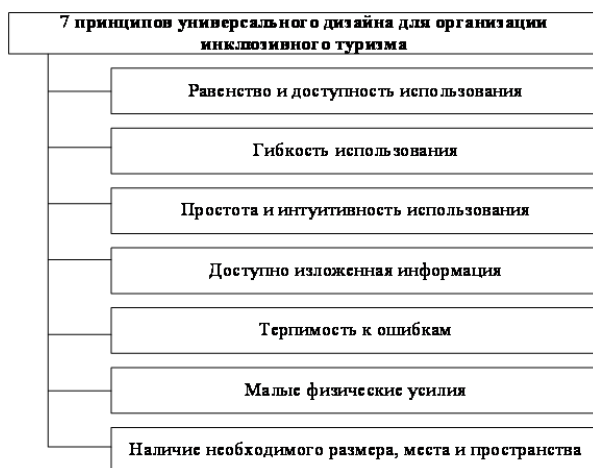 7 принципов универсального дизайна для организации
инклюзивного туризма
Равенство и доступность использования
Гибкость использования
Простота и интуитивность использования
Доступно изложенная информация
Терпимость к ошибкам
Малые физические усилия
Наличие необходимого размера, места и пространства